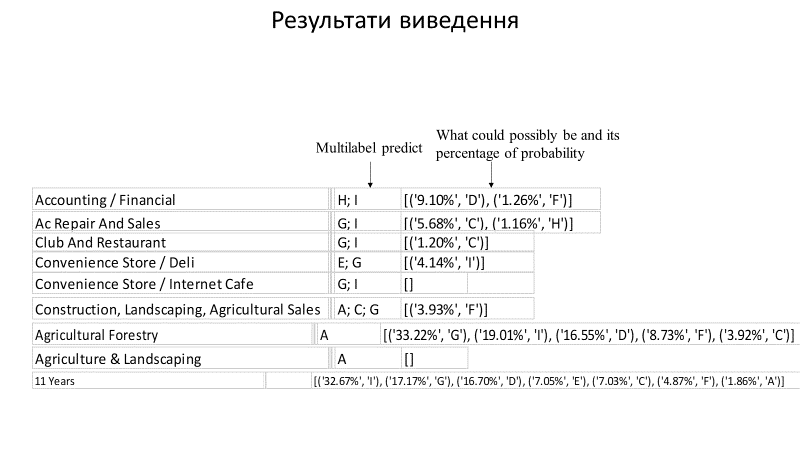 Результати виведення
Multilabel predict
What could possibly be and its
percentage of probability
Accounting / Financial H; I [('9.10%', 'D'), ('1.26%', 'F')]
Ac Repair And Sales G; I [('5.68%', 'C'), ('1.16%', 'H')]
Club And Restaurant G; I [('1.20%', 'C')]
Convenience Store / Deli E; G [('4.14%', 'I')]
Convenience Store / Internet Cafe G; I []
Construction, Landscaping, Agricultural Sales A; C; G [('3.93%', 'F')]
Agricultural Forestry A [('33.22%', 'G'), ('19.01%', 'I'), ('16.55%', 'D'), ('8.73%', 'F'), ('3.92%', 'C')]
Agriculture & Landscaping A []
11 Years [('32.67%', 'I'), ('17.17%', 'G'), ('16.70%', 'D'), ('7.05%', 'E'), ('7.03%', 'C'), ('4.87%', 'F'), ('1.86%', 'A')]